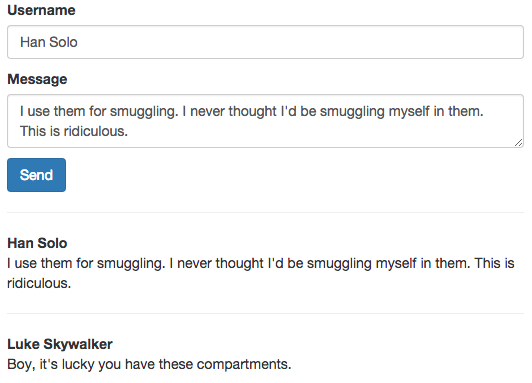 Username
Han Solo
Message
I use them for smuggling. I never thought I'd be smuggling myself in them.
This is ridiculous.
Send
Han Solo
I use them for smuggling. I never thought I'd be smuggling myself in them. This is
ridiculous.
Luke Skywalker
Boy, it's lucky you have these compartments.